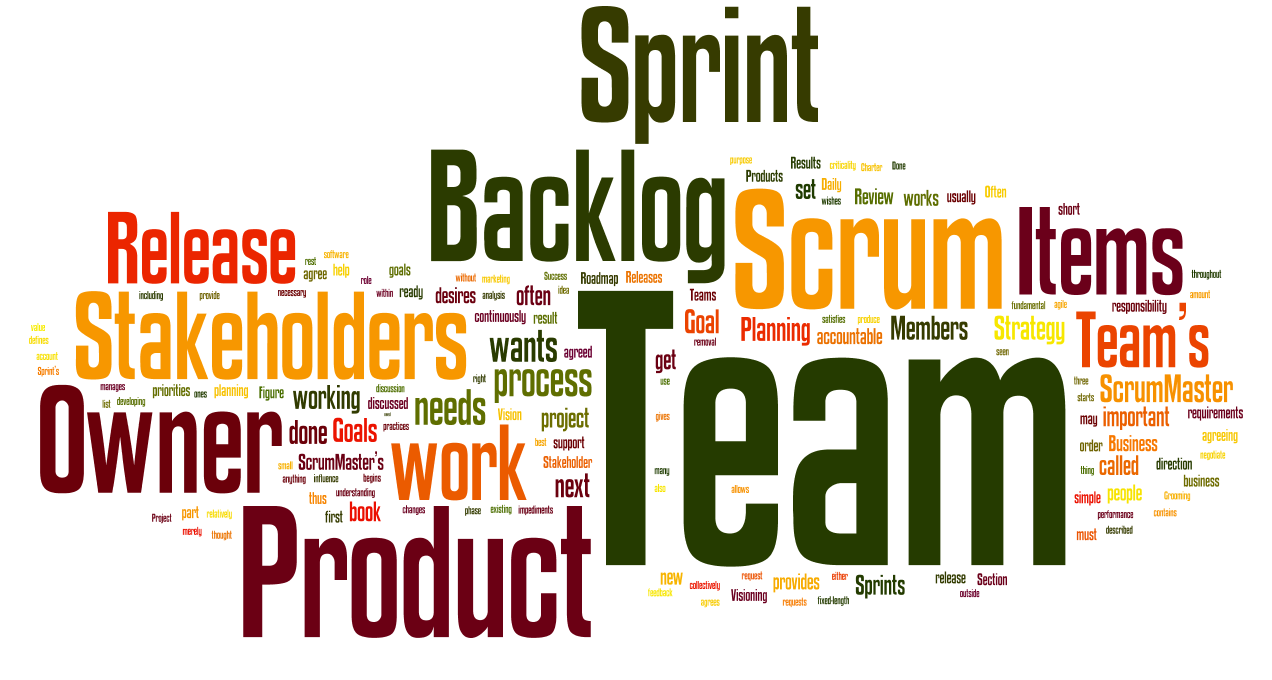 Sprint
Backlog
purpose
Results
criticality
Charter
Done
Products
set
Daily
wishes
Review
works
usually
Often
Scrum
Items
short
throughout
amount
Release
rest
software
agree
help
role
goals
including
provide
necessary
within
ready
desires
without
marketing
analysis
often
Success
idea
Roadmap
Releases
Teams
continuously
result
Goal
removal
Planning
satisfies
produce
accountable
Members
fundamental
agile
Strategy
seen
responsibility
Team's
Stakeholders
value
defines
account
Sprint's
wants
agreed
Team
get
use
three
starts
ScrumMaster
manages
list
developing
priorities
ones
planning
Figure
working
discussion
discussed
practices
right
process
needs
Vision
project
gives
may
important
requirements
Owner
done
Goals
work
best
support
order
Business
agreeing
negotiate
small
ScrumMaster's
anything
influence
begins
Stakeholder
next
many
also
allows
thing
called
direction
business
understanding
thus
first
book
changes
phase
existing
impediments
simple
people
Grooming
contains
performance
described
must
Project
part
relatively
merely
thought
Product
new
feedback
collectively
agrees
request
Visioning
provides
requests
either
fixed-length
Sprints
release
Section
outside